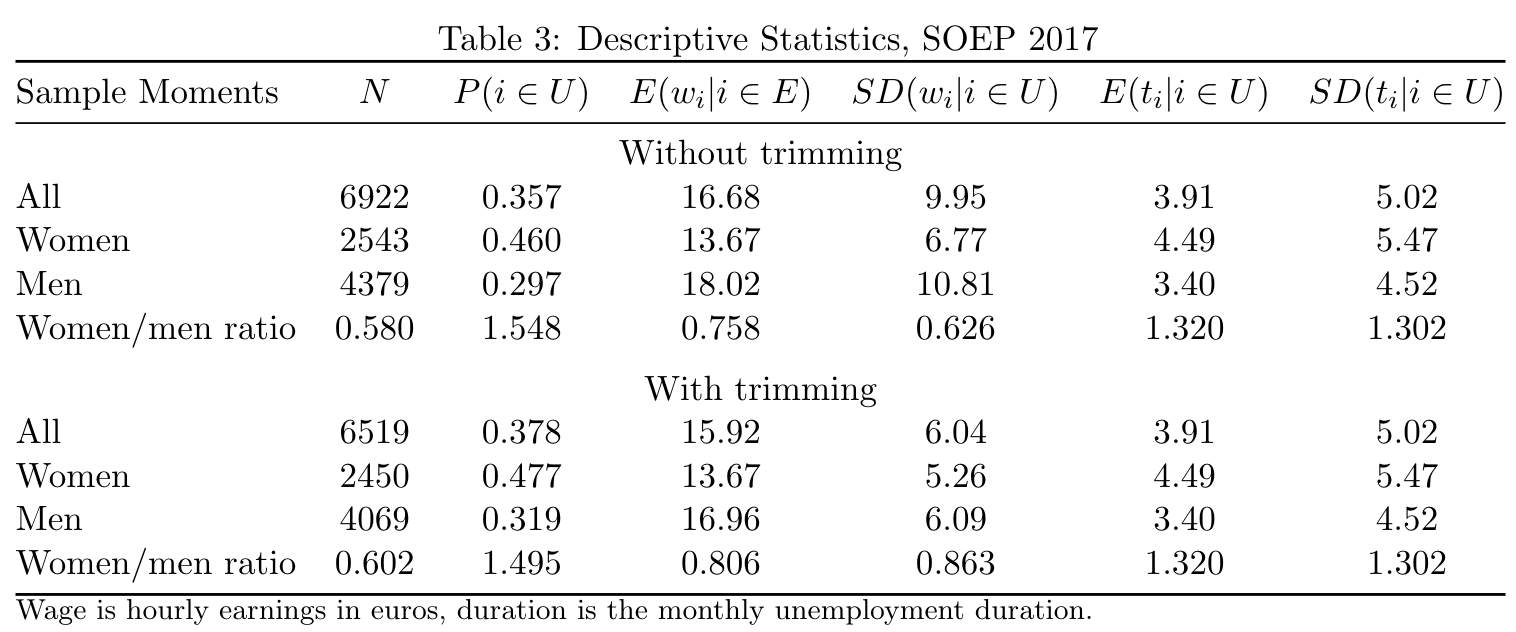 Table 3: Descriptive Statistics, SOEP 2017
Sample Moments N P(i ∈ U) E(wᵢ|i ∈ E) SD(wᵢ|i ∈ U) E(tᵢ|i ∈ U) SD(tᵢ|i ∈ U)
Without trimming
All 6922 0.357 16.68 9.95 3.91 5.02
Women 2543 0.460 13.67 6.77 4.49 5.47
Men 4379 0.297 18.02 10.81 3.40 4.52
Women/men ratio 0.580 1.548 0.758 0.626 1.320 1.302
With trimming
All 6519 0.378 15.92 6.04 3.91 5.02
Women 2450 0.477 13.67 5.26 4.49 5.47
Men 4069 0.319 16.96 6.09 3.40 4.52
Women/men ratio 0.602 1.495 0.806 0.863 1.320 1.302
Wage is hourly earnings in euros, duration is the monthly unemployment duration.